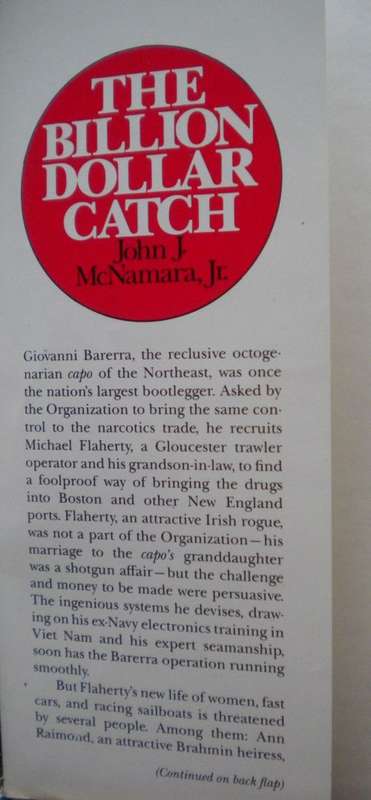 THE
BILLION
DOLLAR
CATCH
John J.
McNamara, Jr.
Giovanni Barerra, the reclusive octoge-
narian capo of the Northeast, was once
the nation's largest bootlegger. Asked by
the Organization to bring the same con-
trol to the narcotics trade, he recruits
Michael Flaherty, a Gloucester trawler
operator and his grandson-in-law, to find
a foolproof way of bringing the drugs
into Boston and other New England
ports. Flaherty, an attractive Irish rogue,
was not a part of the Organization—his
marriage to the capo's granddaughter
was a shotgun affair—but the challenge
and money to be made were persuasive.
The ingenious systems he devises, draw-
ing on his ex-Navy electronics training in
Viet Nam and his expert seamanship,
soon has the Barerra operation running
smoothly.
But Flaherty's new life of women, fast
cars, and racing sailboats is threatened
by several people. Among them: Ann
Raimond, an attractive Brahmin heiress,
(Continued on back flap)